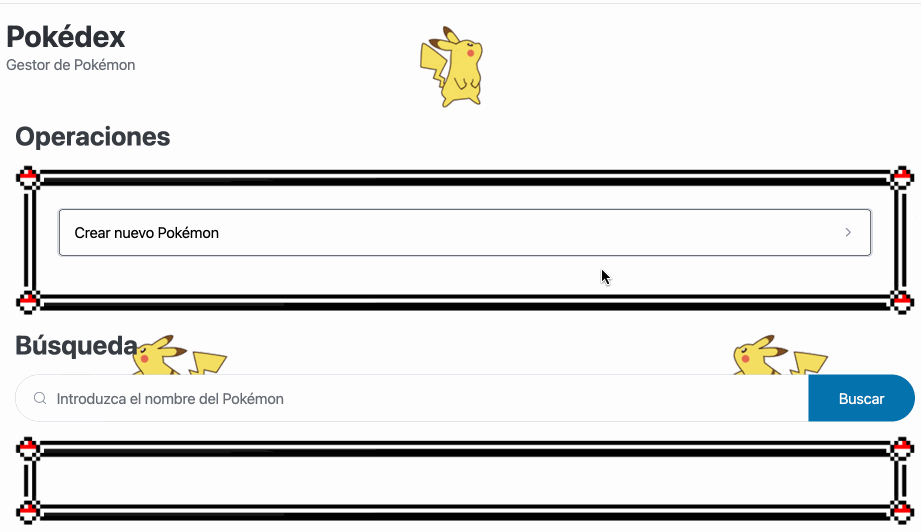 Pokédex
Gestor de Pokémon
Operaciones
Crear nuevo Pokémon
Búsqueda
Introduzca el nombre del Pokémon
Buscar